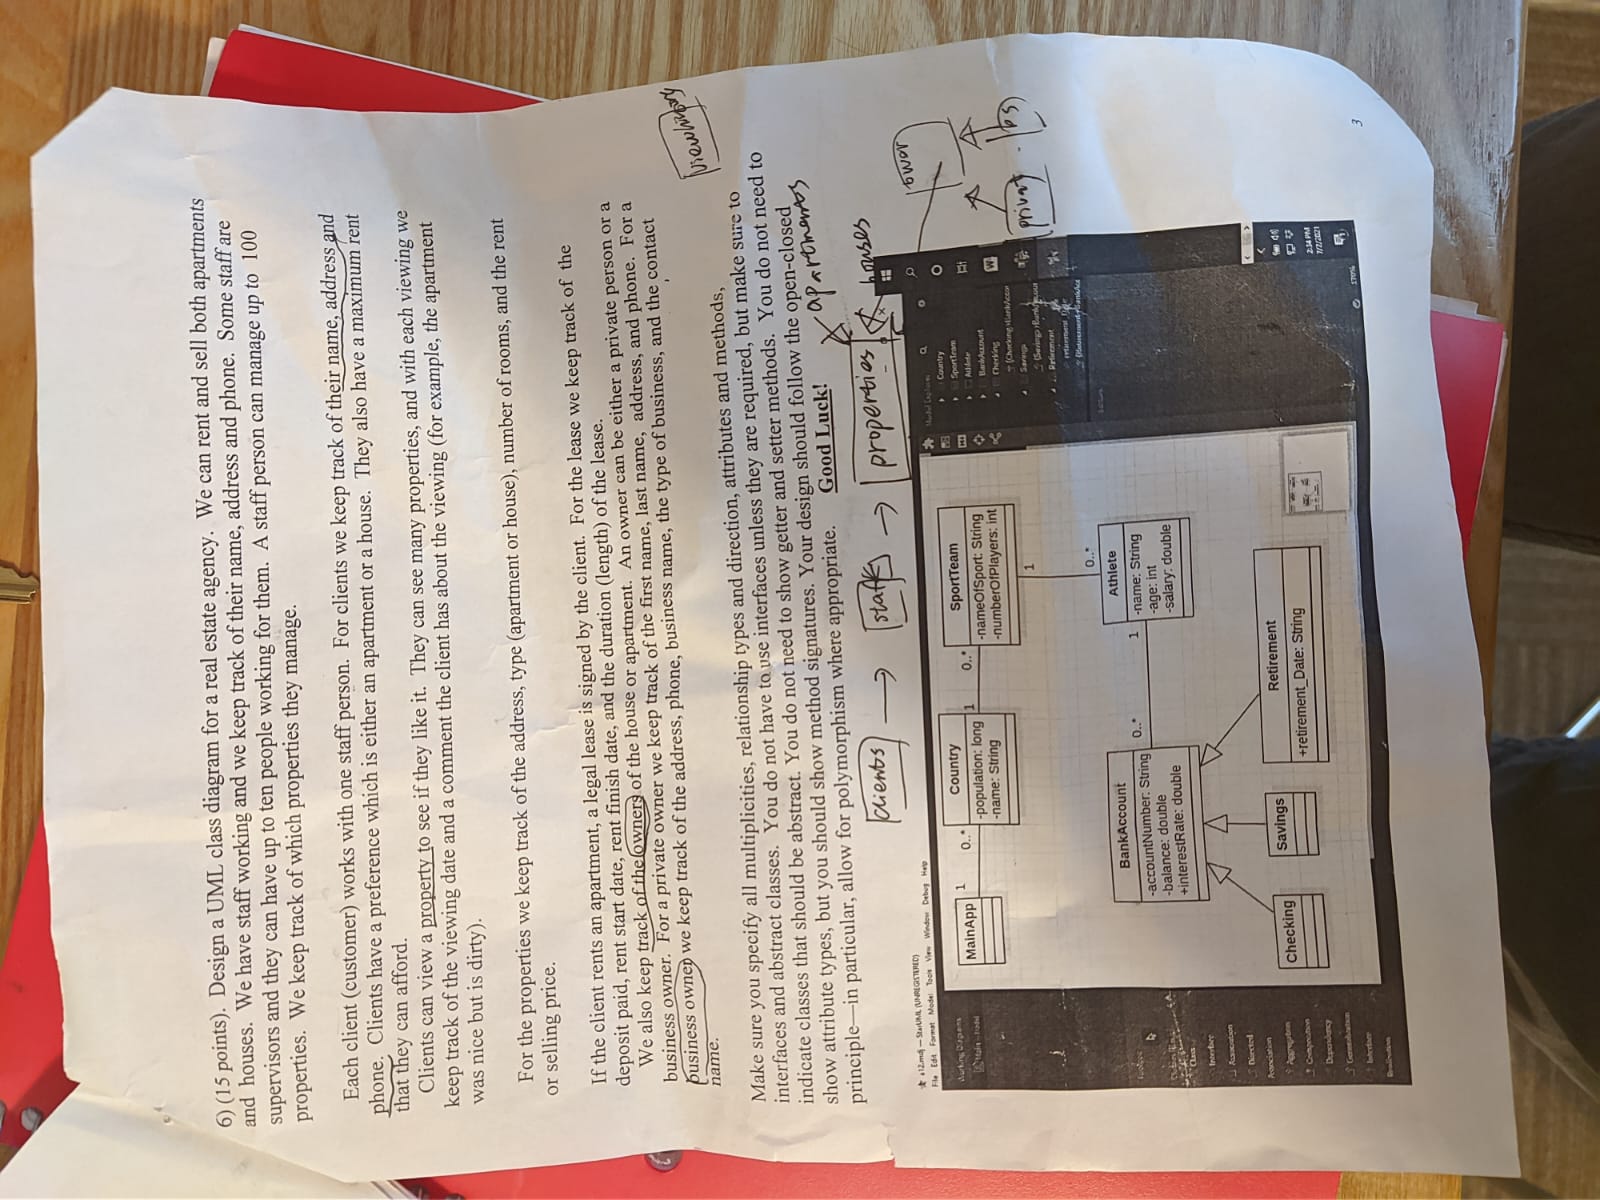 6) (15 points). Design a UML class diagram for a real estate agency. We can rent and sell both apartments
and houses. We have staff working and we keep track of their name, address and phone. Some staff are
supervisors and they can have up to ten people working for them. A staff person can manage up to 100
properties. We keep track of which properties they manage.
Each client (customer) works with one staff person. For clients we keep track of their name, address and
phone. Clients have a preference which is either an apartment or a house. They also have a maximum rent
that they can afford.
Clients can view a property to see if they like it. They can see many properties, and with each viewing we
keep track of the viewing date and a comment the client has about the viewing (for example, the apartment
was nice but is dirty).
For the properties we keep track of the address, type (apartment or house), number of rooms, and the rent
or selling price.
If the client rents an apartment, a legal lease is signed by the client. For the lease we keep track of the
deposit paid, rent start date, rent finish date, and the duration (length) of the lease.
We also keep track of the owners of the house or apartment. An owner can be either a private person or a
business owner. For a private owner we keep track of the first name, last name, address, and phone. For a
business owner, we keep track of the address, phone, business name, the type of business, and the contact
name.
Make sure you specify all multiplicities, relationship types and direction, attributes and methods,
interfaces and abstract classes. You do not have to use interfaces unless they are required, but make sure to
indicate classes that should be abstract. You do not need to show getter and setter methods. You do not need to
show attribute types, but you should show method signatures. Your design should follow the open-closed
principle—in particular, allow for polymorphism where appropriate.
Good Luck!
clients
staffs
properties
apartments
houses
owner
privat
bs
(UNREGISTERED)
File Edit Format Model Tools View Window Debug Help
MainApp
1
0..*
Country
-population: long
-name: String
1
0..*
SportTeam
-nameOfSport: String
-numberOfPlayers: int
1
0..*
Athlete
-name: String
-age: int
-salary: double
1
0..*
BankAccount
-accountNumber: String
-balance: double
+interestRate: double
Checking
Savings
Retirement
+retirement_Date: String
Country
SportTeam
Athlete
BankAccount
Checking
Savings
Retirement
Class
Interface
Association
Directed
Association
Aggregation
Composition
Dependency
Generalization
2:34 PM
7/2/2021
3